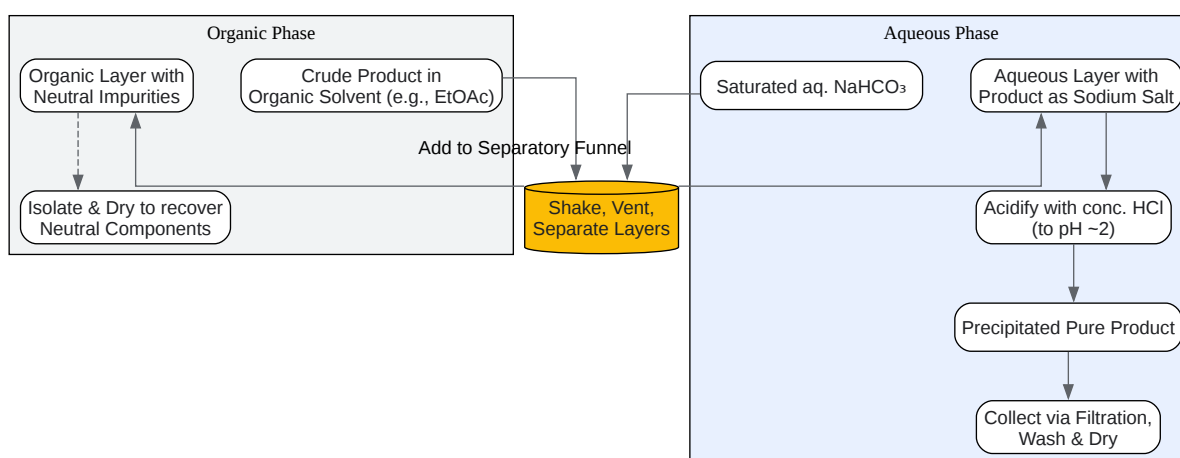 Organic Phase
Aqueous Phase
Organic Layer with
Neutral Impurities
Crude Product in
Organic Solvent (e.g., EtOAc)
Saturated aq. NaHCO₃
Aqueous Layer with
Product as Sodium Salt
Add to Separatory Funnel
Isolate & Dry to recover
Neutral Components
Shake, Vent,
Separate Layers
Acidify with conc. HCl
(to pH ~2)
Precipitated Pure Product
Collect via Filtration,
Wash & Dry